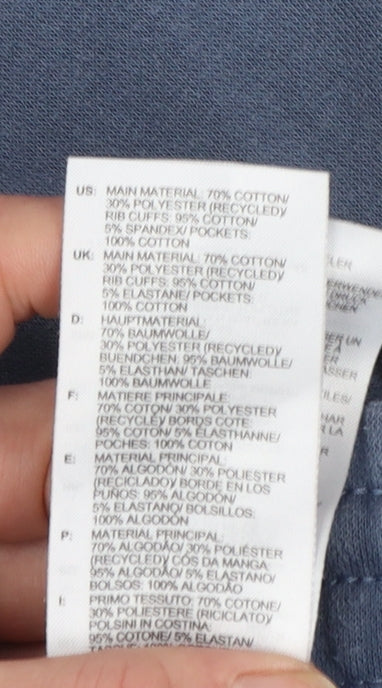 US: MAIN MATERIAL: 70% COTTON/
30% POLYESTER (RECYCLED)/
RIB CUFFS: 95% COTTON/
5% SPANDEX/ POCKETS:
100% COTTON
UK: MAIN MATERIAL: 70% COTTON/
30% POLYESTER (RECYCLED)/
RIB CUFFS: 95% COTTON/
5% ELASTANE/ POCKETS:
100% COTTON
D: HAUPTMATERIAL:
70% BAUMWOLLE/
30% POLYESTER (RECYCLED)/
BUENDCHEN: 95% BAUMWOLLE/
5% ELASTHAN/ TASCHEN:
100% BAUMWOLLE
F: MATIERE PRINCIPALE:
70% COTON/ 30% POLYESTER
(RECYCLE)/ BORDS COTE:
95% COTON/ 5% ELASTHANNE/
POCHES: 100% COTON
E: MATERIAL PRINCIPAL:
70% ALGODÓN/ 30% POLIESTER
(RECICLADO)/ BORDE EN LOS
PUÑOS: 95% ALGODÓN/
5% ELASTANO/ BOLSILLOS:
100% ALGODÓN
P: MATERIAL PRINCIPAL:
70% ALGODÃO/ 30% POLIÉSTER
(RECYCLED)/ CÓS DA MANGA:
95% ALGODÃO/ 5% ELASTANO/
BOLSOS: 100% ALGODÃO
I: PRIMO TESSUTO: 70% COTONE/
30% POLIESTERE (RICICLATO)/
POLSINI IN COSTINA:
95% COTONE/ 5% ELASTAN/